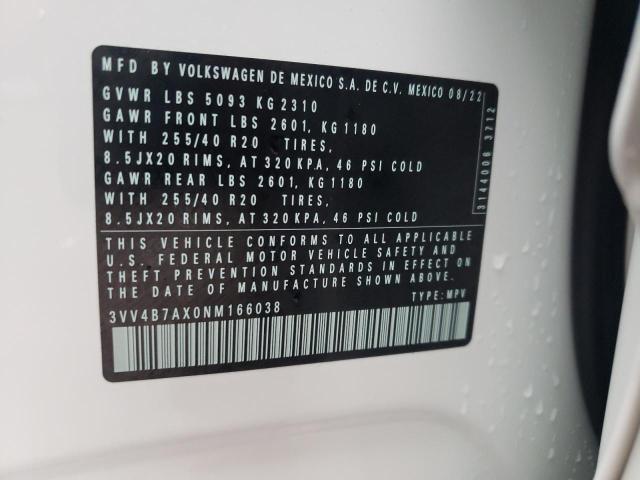 MFD BY VOLKSWAGEN DE MEXICO S.A. DE C.V. MEXICO 08/22
GVWR LBS 5093 KG 2310
GAWR FRONT LBS 2601, KG 1180
WITH 255/40 R20 TIRES,
8.5JX20 RIMS, AT 320 KPA, 46 PSI COLD
GAWR REAR LBS 2601, KG 1180
WITH 255/40 R20 TIRES,
8.5JX20 RIMS, AT 320 KPA, 46 PSI COLD
THIS VEHICLE CONFORMS TO ALL APPLICABLE
U.S. FEDERAL MOTOR VEHICLE SAFETY AND
THEFT PREVENTION STANDARDS IN EFFECT ON
THE DATE OF MANUFACTURE SHOWN ABOVE.
3VV4B7AX0NM166038 TYPE: MPV
3144006 3712